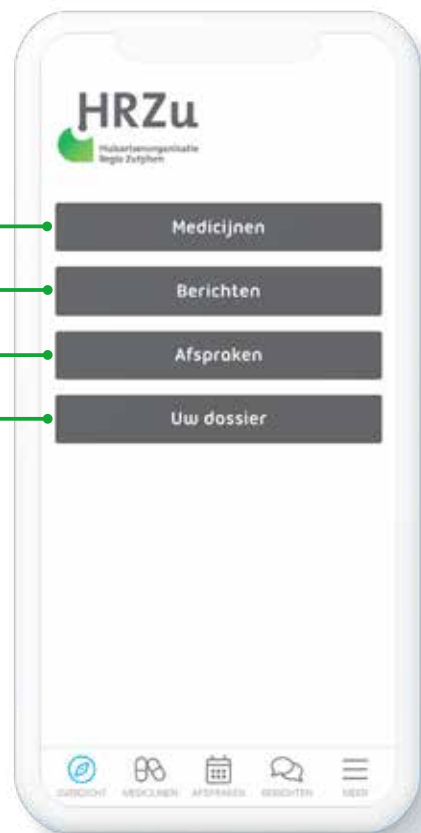 HRZu
Huisartsenorganisatie
Regio Zutphen
Medicijnen
Berichten
Afspraken
Uw dossier
OVERZICHT MEDICIJNEN AFSPRAKEN BERICHTEN MEER